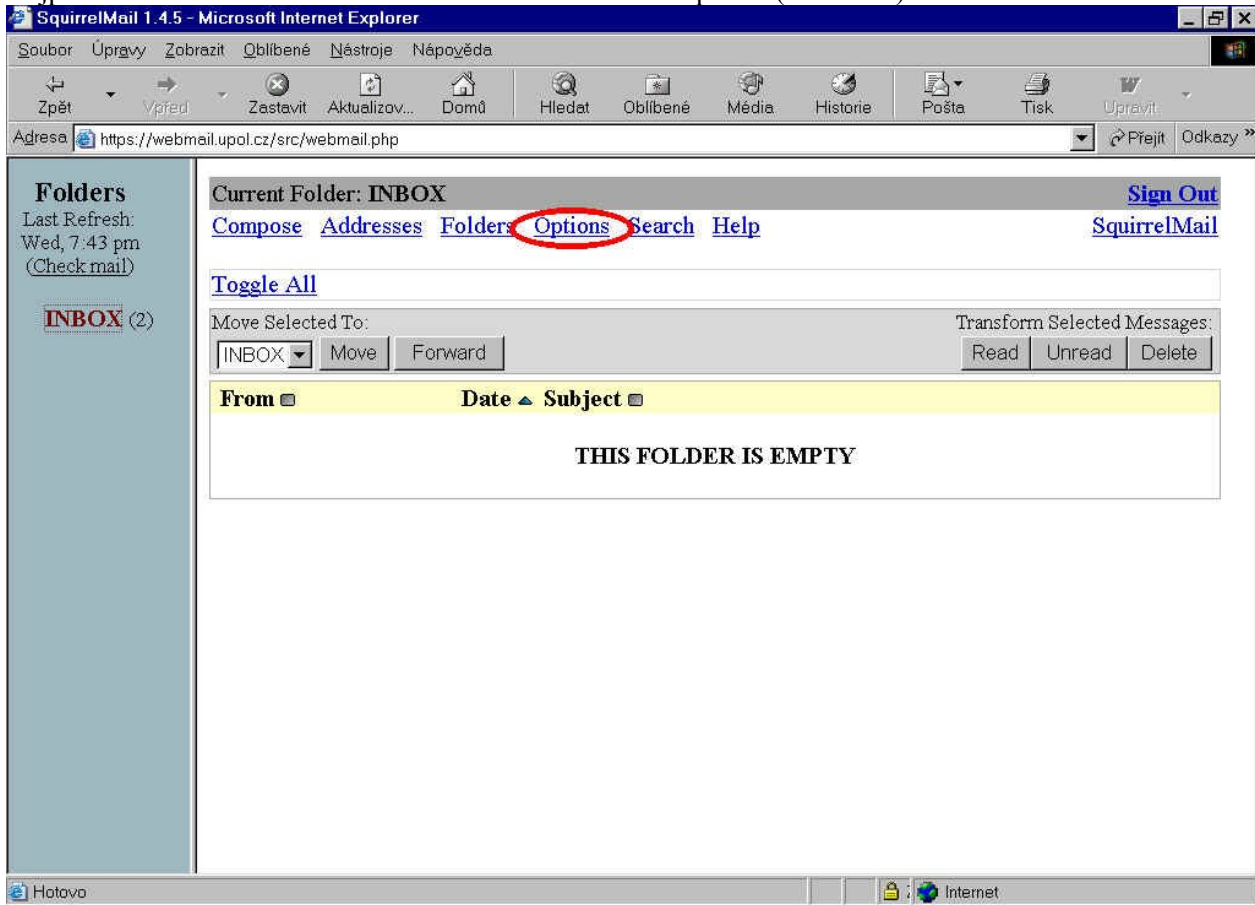 SquirrelMail 1.4.5 - Microsoft Internet Explorer
Soubor Úpravy Zobrazit Oblíbené Nástroje Nápověda
Zpět Vpřed Zastavit Aktualizov... Domů Hledat Oblíbené Média Historie Pošta Tisk Upravit
Adresa https://webmail.upol.cz/src/webmail.php Přejít Odkazy »
Folders
Last Refresh:
Wed, 7:43 pm
(Check mail)
INBOX (2)
Current Folder: INBOX Sign Out
Compose Addresses Folders Options Search Help SquirrelMail
Toggle All
Move Selected To: Transform Selected Messages:
INBOX Move Forward Read Unread Delete
From Date Subject
THIS FOLDER IS EMPTY
Hotovo Internet